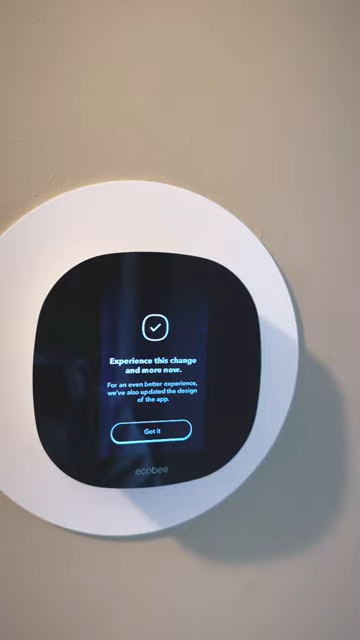 Experience this change
and more now.
For an even better experience,
we've also updated the design
of the app.
Got it
ecobee